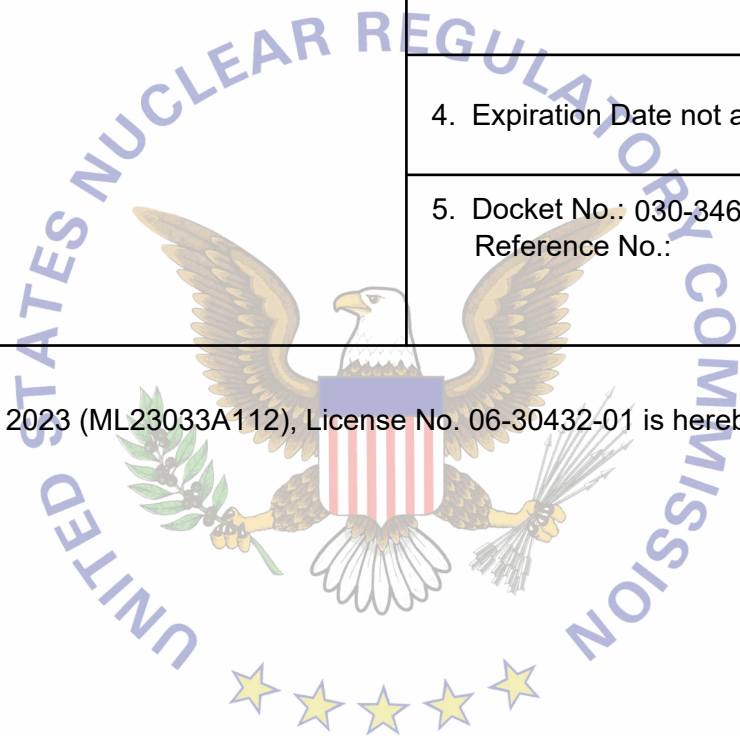 UNITED STATES NUCLEAR REGULATORY COMMISSION
4. Expiration Date not a
5. Docket No.: 030-346
Reference No.:
2023 (ML23033A112), License No. 06-30432-01 is hereb